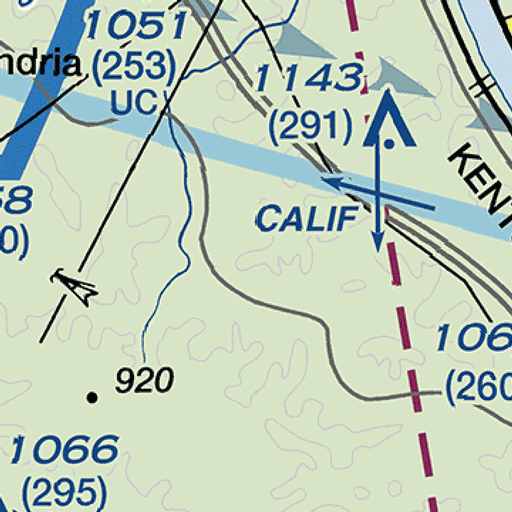 1051
ndria (253)
UC
1143
(291)
KENT
58
0)
CALIF
106
(260
920
1066
(295)